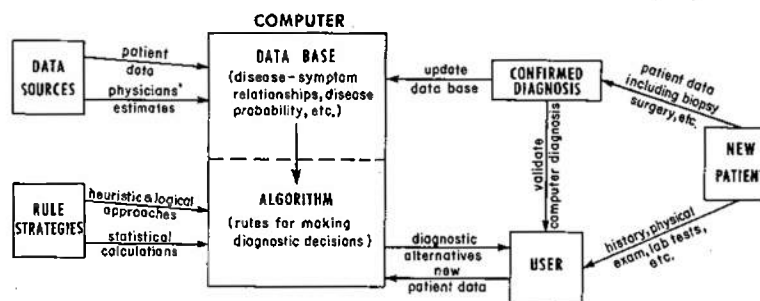 COMPUTER
DATA
SOURCES
patient
data
physicians'
estimates
DATA BASE
(disease-symptom
relationships, disease
probability, etc.)
update
data base
CONFIRMED
DIAGNOSIS
patient data
including biopsy
surgery, etc.
NEW
PATIENT
validate
computer diagnosis
RULE
STRATEGIES
heuristic & logical
approaches
statistical
calculations
ALGORITHM
(rules for making
diagnostic decisions)
diagnostic
alternatives
new
patient data
USER
history, physical
exam, lab tests,
etc.